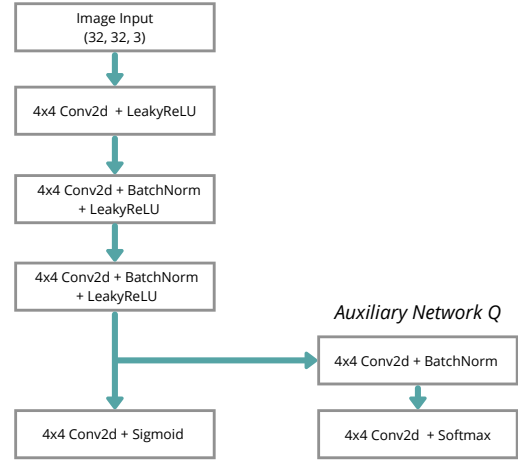 Image Input
(32, 32, 3)
4x4 Conv2d + LeakyReLU
4x4 Conv2d + BatchNorm
+ LeakyReLU
4x4 Conv2d + BatchNorm
+ LeakyReLU
Auxiliary Network Q
4x4 Conv2d + BatchNorm
4x4 Conv2d + Sigmoid
4x4 Conv2d + Softmax